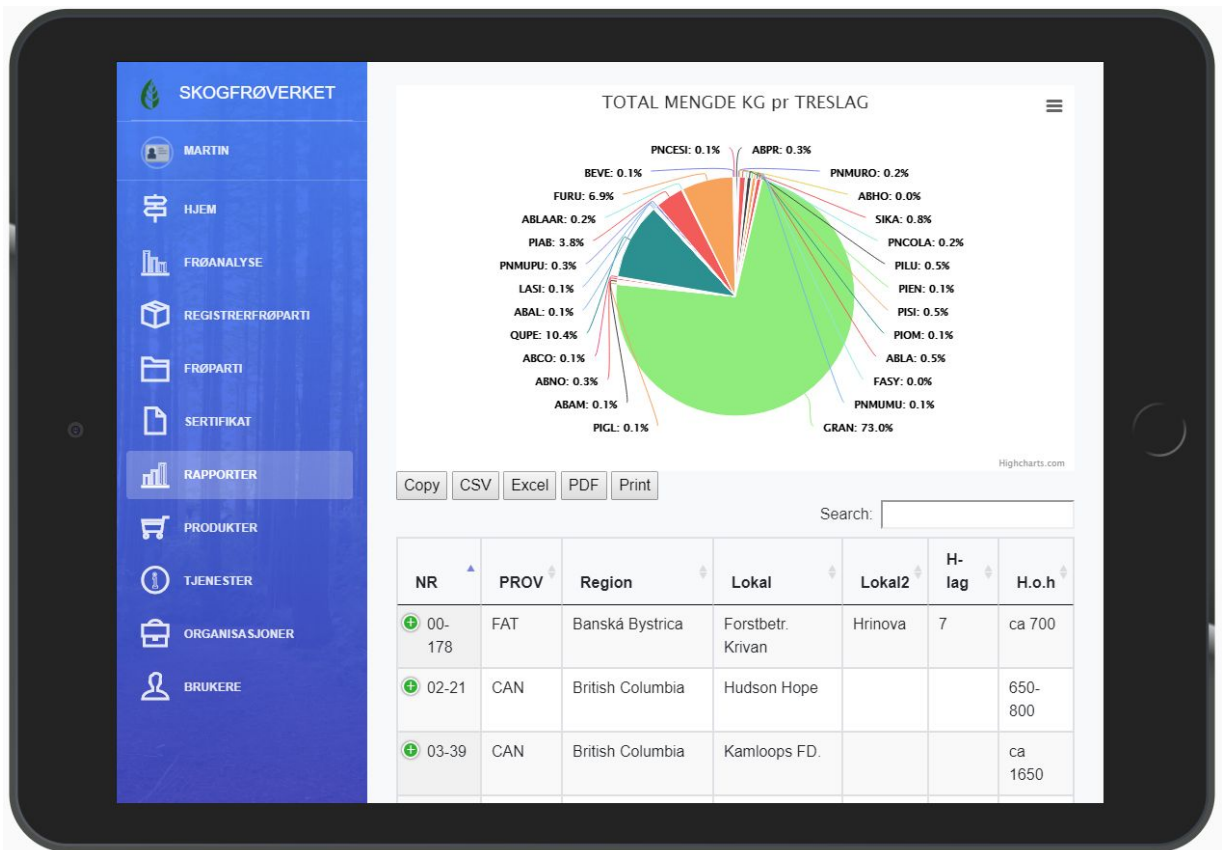 SKOGFRØVERKET
MARTIN
HJEM
FRØANALYSE
REGISTRERFRØPARTI
FRØPARTI
SERTIFIKAT
RAPPORTER
PRODUKTER
TJENESTER
ORGANISASJONER
BRUKERE
TOTAL MENGDE KG pr TRESLAG
PNCESI: 0.1%
ABPR: 0.3%
BEVE: 0.1%
PNMURO: 0.2%
FURU: 6.9%
ABHO: 0.0%
ABLAAR: 0.2%
SIKA: 0.8%
PIAB: 3.8%
PNCOLA: 0.2%
PNMUPU: 0.3%
PILU: 0.5%
LASI: 0.1%
PIEN: 0.1%
ABAL: 0.1%
PISI: 0.5%
QUPE: 10.4%
PIOM: 0.1%
ABCO: 0.1%
ABLA: 0.5%
ABNO: 0.3%
FASY: 0.0%
ABAM: 0.1%
PNMUMU: 0.1%
PIGL: 0.1%
GRAN: 73.0%
Highcharts.com
Copy CSV Excel PDF Print
Search:
NR PROV Region Lokal Lokal2 H-lag H.o.h
00-178 FAT Banská Bystrica Forstbetr. Krivan Hrinova 7 ca 700
02-21 CAN British Columbia Hudson Hope 650-800
03-39 CAN British Columbia Kamloops FD. ca 1650